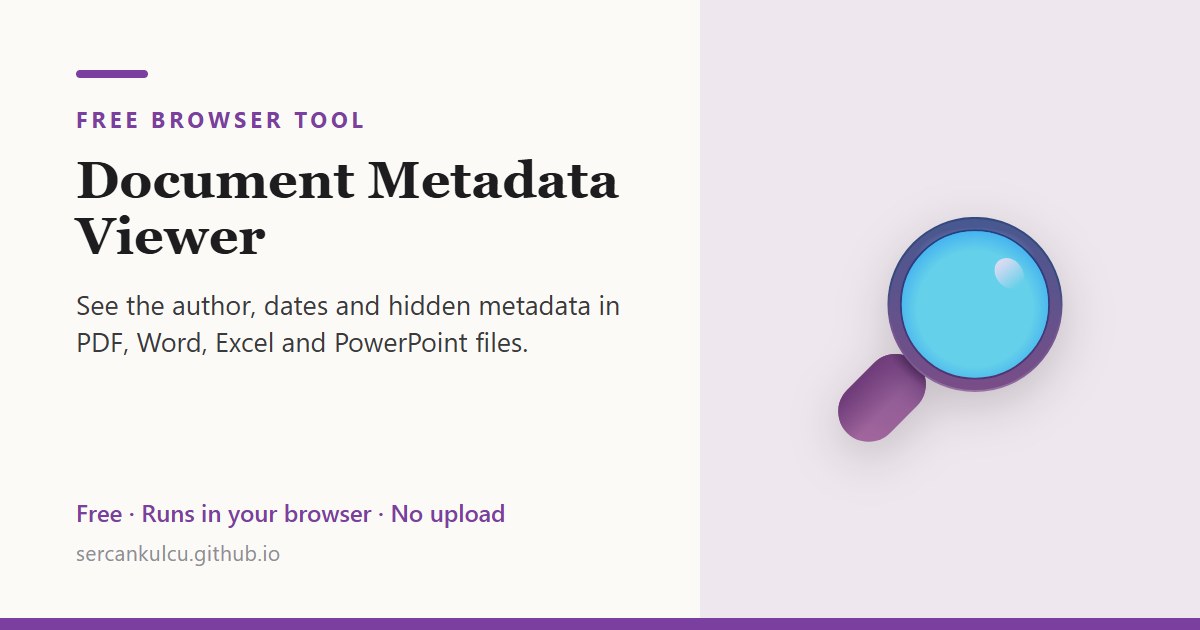 FREE BROWSER TOOL
Document Metadata
Viewer
See the author, dates and hidden metadata in
PDF, Word, Excel and PowerPoint files.
Free · Runs in your browser · No upload
sercankulcu.github.io